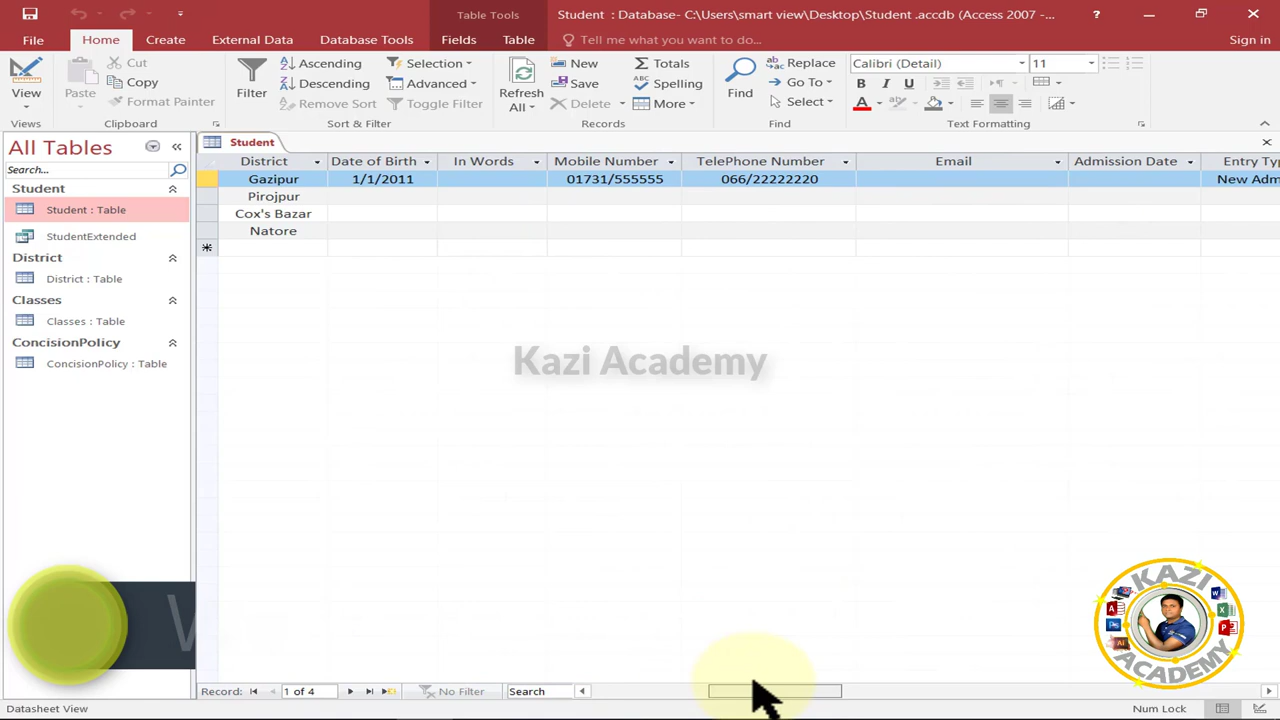 Table Tools
Student : Database- C:\Users\smart view\Desktop\Student .accdb (Access 2007 -...
?
File
Home
Create
External Data
Database Tools
Fields
Table
Tell me what you want to do...
Sign in
View
Views
Paste
Cut
Copy
Format Painter
Clipboard
Filter
Ascending
Descending
Remove Sort
Selection
Advanced
Toggle Filter
Sort & Filter
Refresh
All
New
Save
Delete
Totals
Spelling
More
Records
Find
Replace
Go To
Select
Find
Calibri (Detail)
11
B I U
A
Text Formatting
All Tables
Search...
Student
Student : Table
StudentExtended
District
District : Table
Classes
Classes : Table
ConcisionPolicy
ConcisionPolicy : Table
Student
District Date of Birth In Words Mobile Number TelePhone Number Email Admission Date Entry Ty
Gazipur 1/1/2011 01731/555555 066/22222220 New Adm
Pirojpur
Cox's Bazar
Natore
Kazi Academy
KAZI
ACADEMY
Record: 1 of 4 No Filter Search
Datasheet View
Num Lock